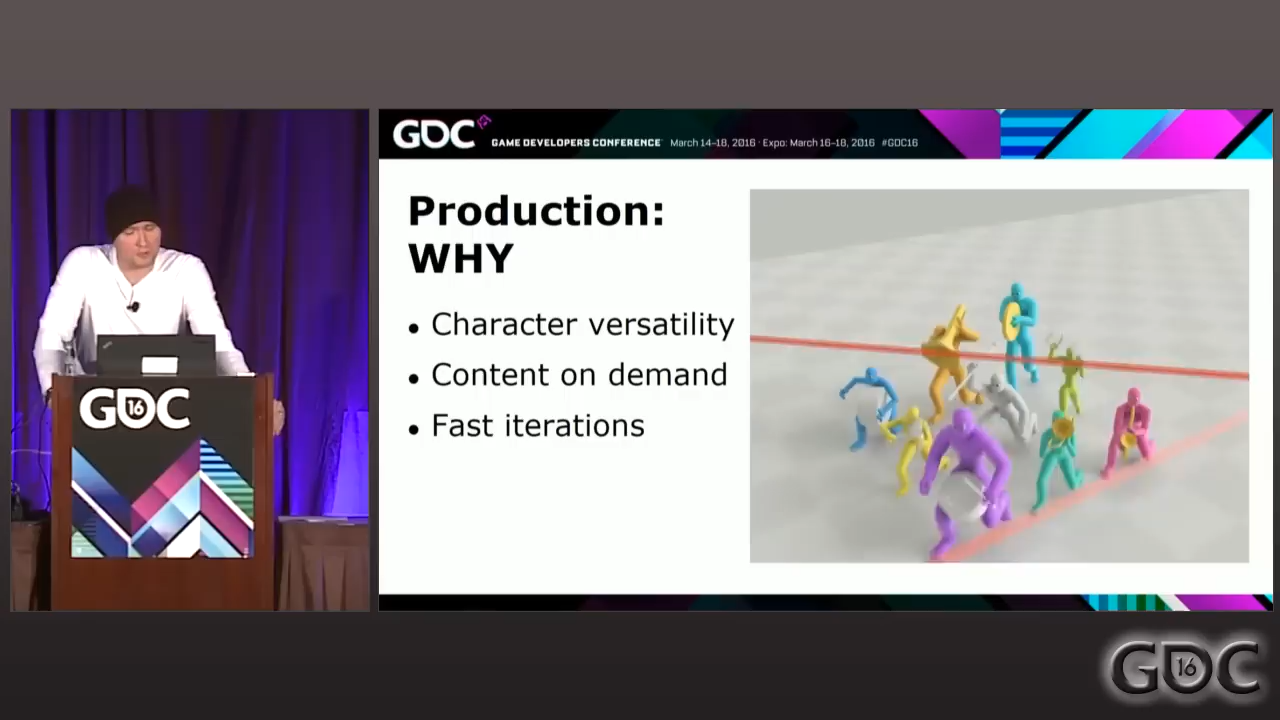 GDC
GAME DEVELOPERS CONFERENCE March 14-18, 2016 · Expo: March 16-18, 2016 #GDC16
Production:
WHY
• Character versatility
• Content on demand
• Fast iterations
GDC
16
GDC
16